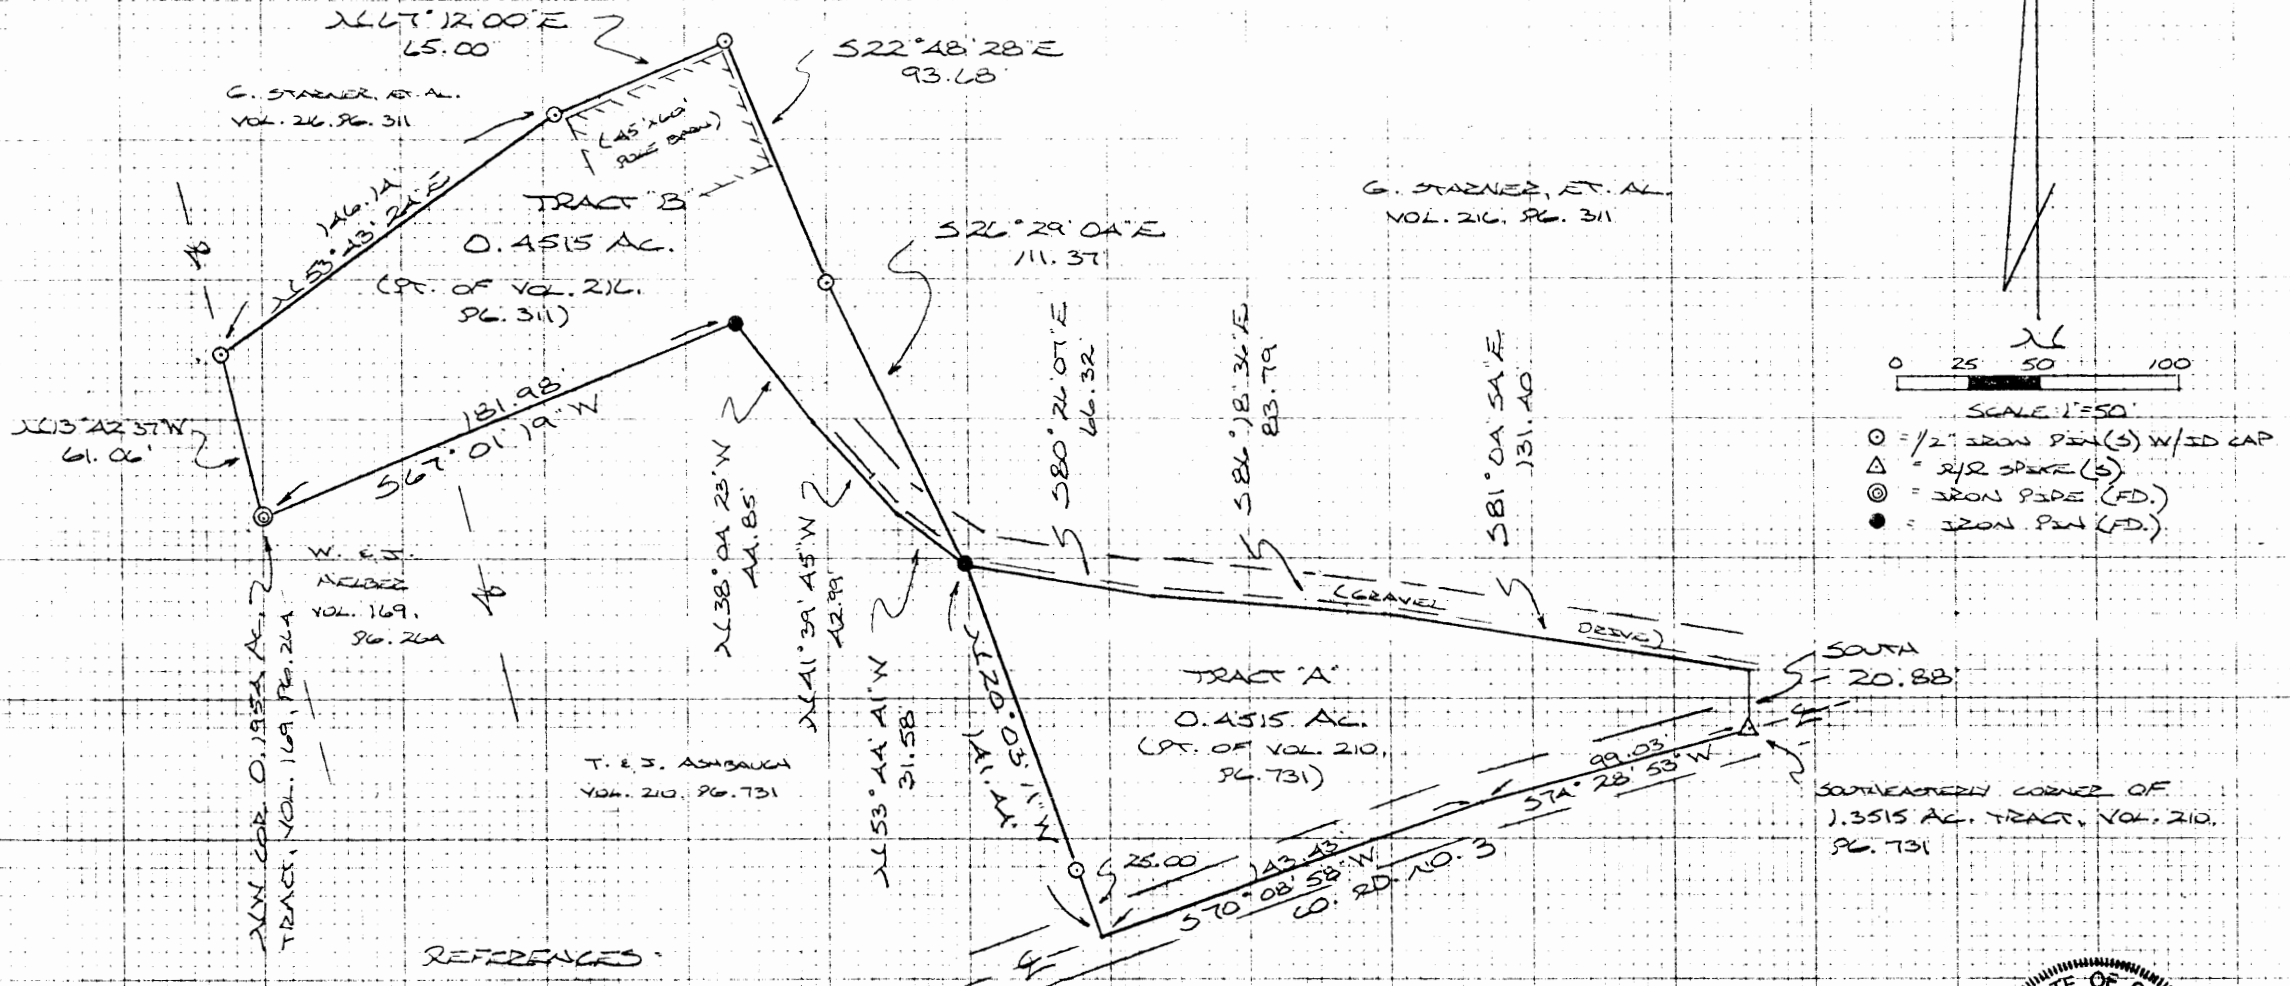 N67°12'00"E
65.00'
S22°48'28"E
93.68'
G. STARNER, ET. AL.
VOL. 216, PG. 311
(45'x60'
POLE BARN)
146.14'
N53°43'24"E
TRACT "B"
0.4515 AC.
(PT. OF VOL. 216,
PG. 311)
S26°29'04"E
111.37'
G. STARNER, ET. AL.
VOL. 216, PG. 311
N
0 25 50 100
SCALE 1"=50'
= 1/2" IRON PIN(S) W/ID CAP
= R/R SPIKE(S)
= IRON PIPE (FD.)
= IRON PIN (FD.)
N13°42'37"W
61.06'
181.98'
S67°01'19"W
S80°26'07"E
66.32'
S86°18'36"E
83.79'
S81°04'54"E
131.40'
N38°04'23"W
44.85'
N41°39'45"W
42.99'
N53°44'41"W
31.58'
W. & J.
VOL. 169,
PG. 264
NW COR. 0.1954 AC.
TRACT, VOL. 169, PG. 264
T. & J. ASHBAUGH
VOL. 210, PG. 731
(GRAVEL
DRIVE)
N20°03'11"W
141.44'
TRACT "A"
0.4515 AC.
(PT. OF VOL. 210,
PG. 731)
SOUTH
20.88'
99.03'
S74°28'53"W
SOUTHEASTERLY CORNER OF
1.3515 AC. TRACT, VOL. 210,
PG. 731
25.00'
143.43'
S70°08'58"W
CO. RD. NO. 3
REFERENCES: